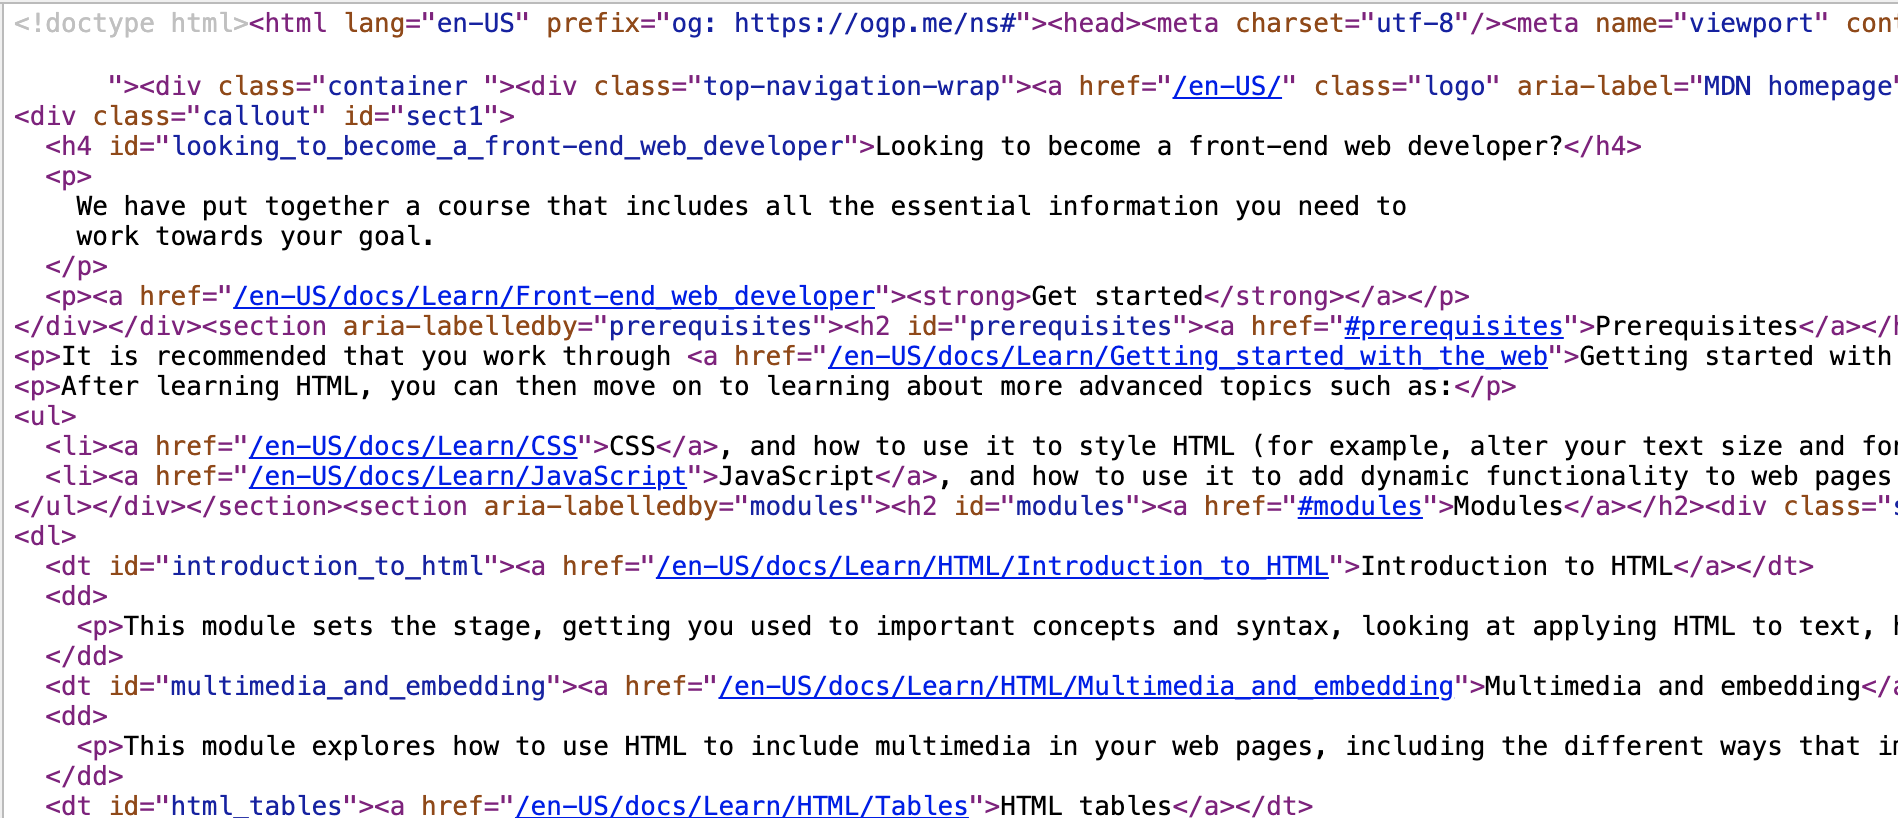 <!doctype html><html lang="en-US" prefix="og: https://ogp.me/ns#"><head><meta charset="utf-8"/><meta name="viewport"
"><div class="container "><div class="top-navigation-wrap"><a href="/en-US/" class="logo" aria-label="MDN homepage"
<div class="callout" id="sect1">
<h4 id="looking_to_become_a_front-end_web_developer">Looking to become a front-end web developer?</h4>
<p>
We have put together a course that includes all the essential information you need to
work towards your goal.
</p>
<p><a href="/en-US/docs/Learn/Front-end_web_developer"><strong>Get started</strong></a></p>
</div></div><section aria-labelledby="prerequisites"><h2 id="prerequisites"><a href="#prerequisites">Prerequisites</a></
<p>It is recommended that you work through <a href="/en-US/docs/Learn/Getting_started_with_the_web">Getting started with
<p>After learning HTML, you can then move on to learning about more advanced topics such as:</p>
<ul>
<li><a href="/en-US/docs/Learn/CSS">CSS</a>, and how to use it to style HTML (for example, alter your text size and
<li><a href="/en-US/docs/Learn/JavaScript">JavaScript</a>, and how to use it to add dynamic functionality to web pages
</ul></div></section><section aria-labelledby="modules"><h2 id="modules"><a href="#modules">Modules</a></h2><div class="
<dl>
<dt id="introduction_to_html"><a href="/en-US/docs/Learn/HTML/Introduction_to_HTML">Introduction to HTML</a></dt>
<dd>
<p>This module sets the stage, getting you used to important concepts and syntax, looking at applying HTML to text,
</dd>
<dt id="multimedia_and_embedding"><a href="/en-US/docs/Learn/HTML/Multimedia_and_embedding">Multimedia and embedding</
<dd>
<p>This module explores how to use HTML to include multimedia in your web pages, including the different ways that
</dd>
<dt id="html_tables"><a href="/en-US/docs/Learn/HTML/Tables">HTML tables</a></dt>